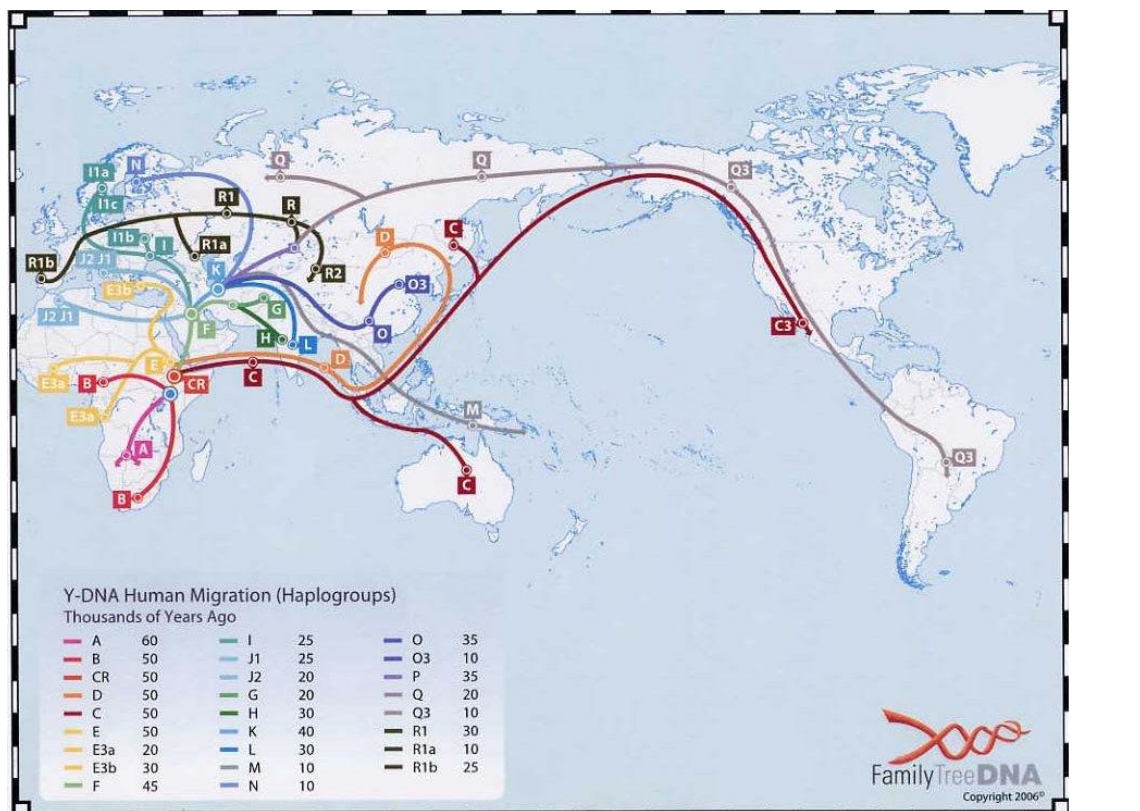 Q
Q
Q3
I1a
N
I1c
R1
R
C
D
I1b
I
R1a
R1b
J2 J1
K
R2
E3b
O3
J2 J1
G
F
O
C3
H
L
E
D
C
CR
E3a
B
E3a
M
A
Q3
C
B
Y-DNA Human Migration (Haplogroups)
Thousands of Years Ago
A 60 I 25 O 35
B 50 J1 25 O3 10
CR 50 J2 20 P 35
D 50 G 20 Q 20
C 50 H 30 Q3 10
E 50 K 40 R1 30
E3a 20 L 30 R1a 10
E3b 30 M 10 R1b 25
F 45 N 10
FamilyTreeDNA
Copyright 2006©